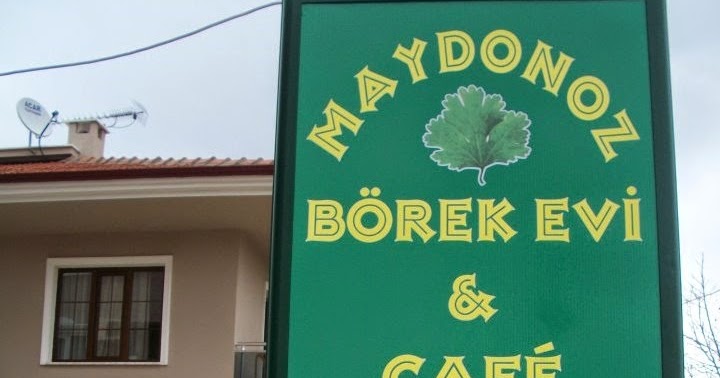 MAYDONOZ
BÖREK EVİ
&
CAFÉ